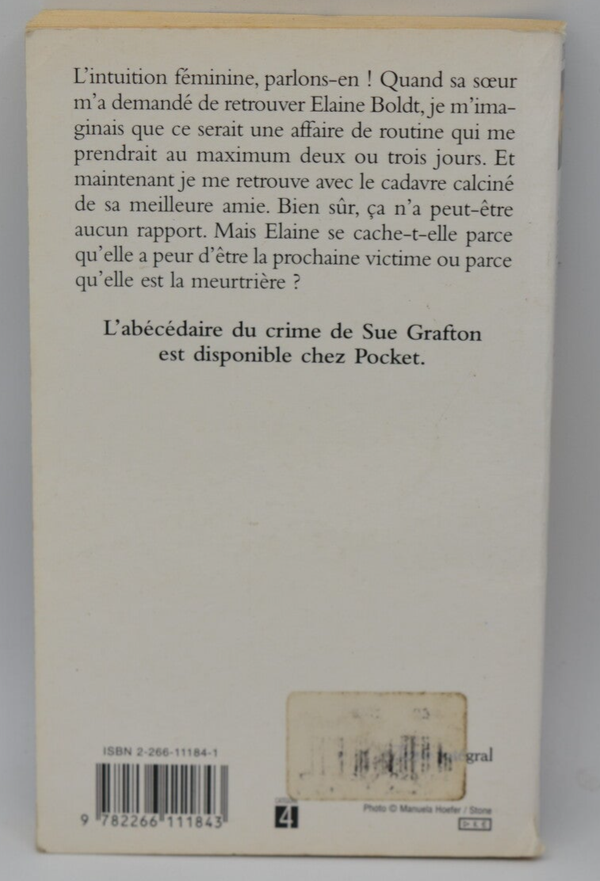 L'intuition féminine, parlons-en ! Quand sa sœur
m'a demandé de retrouver Elaine Boldt, je m'ima-
ginais que ce serait une affaire de routine qui me
prendrait au maximum deux ou trois jours. Et
maintenant je me retrouve avec le cadavre calciné
de sa meilleure amie. Bien sûr, ça n'a peut-être
aucun rapport. Mais Elaine se cache-t-elle parce
qu'elle a peur d'être la prochaine victime ou parce
qu'elle est la meurtrière ?
L'abécédaire du crime de Sue Grafton
est disponible chez Pocket.
ISBN 2-266-11184-1
9 782266 111843
4
Photo © Manuela Hoefer / Stone